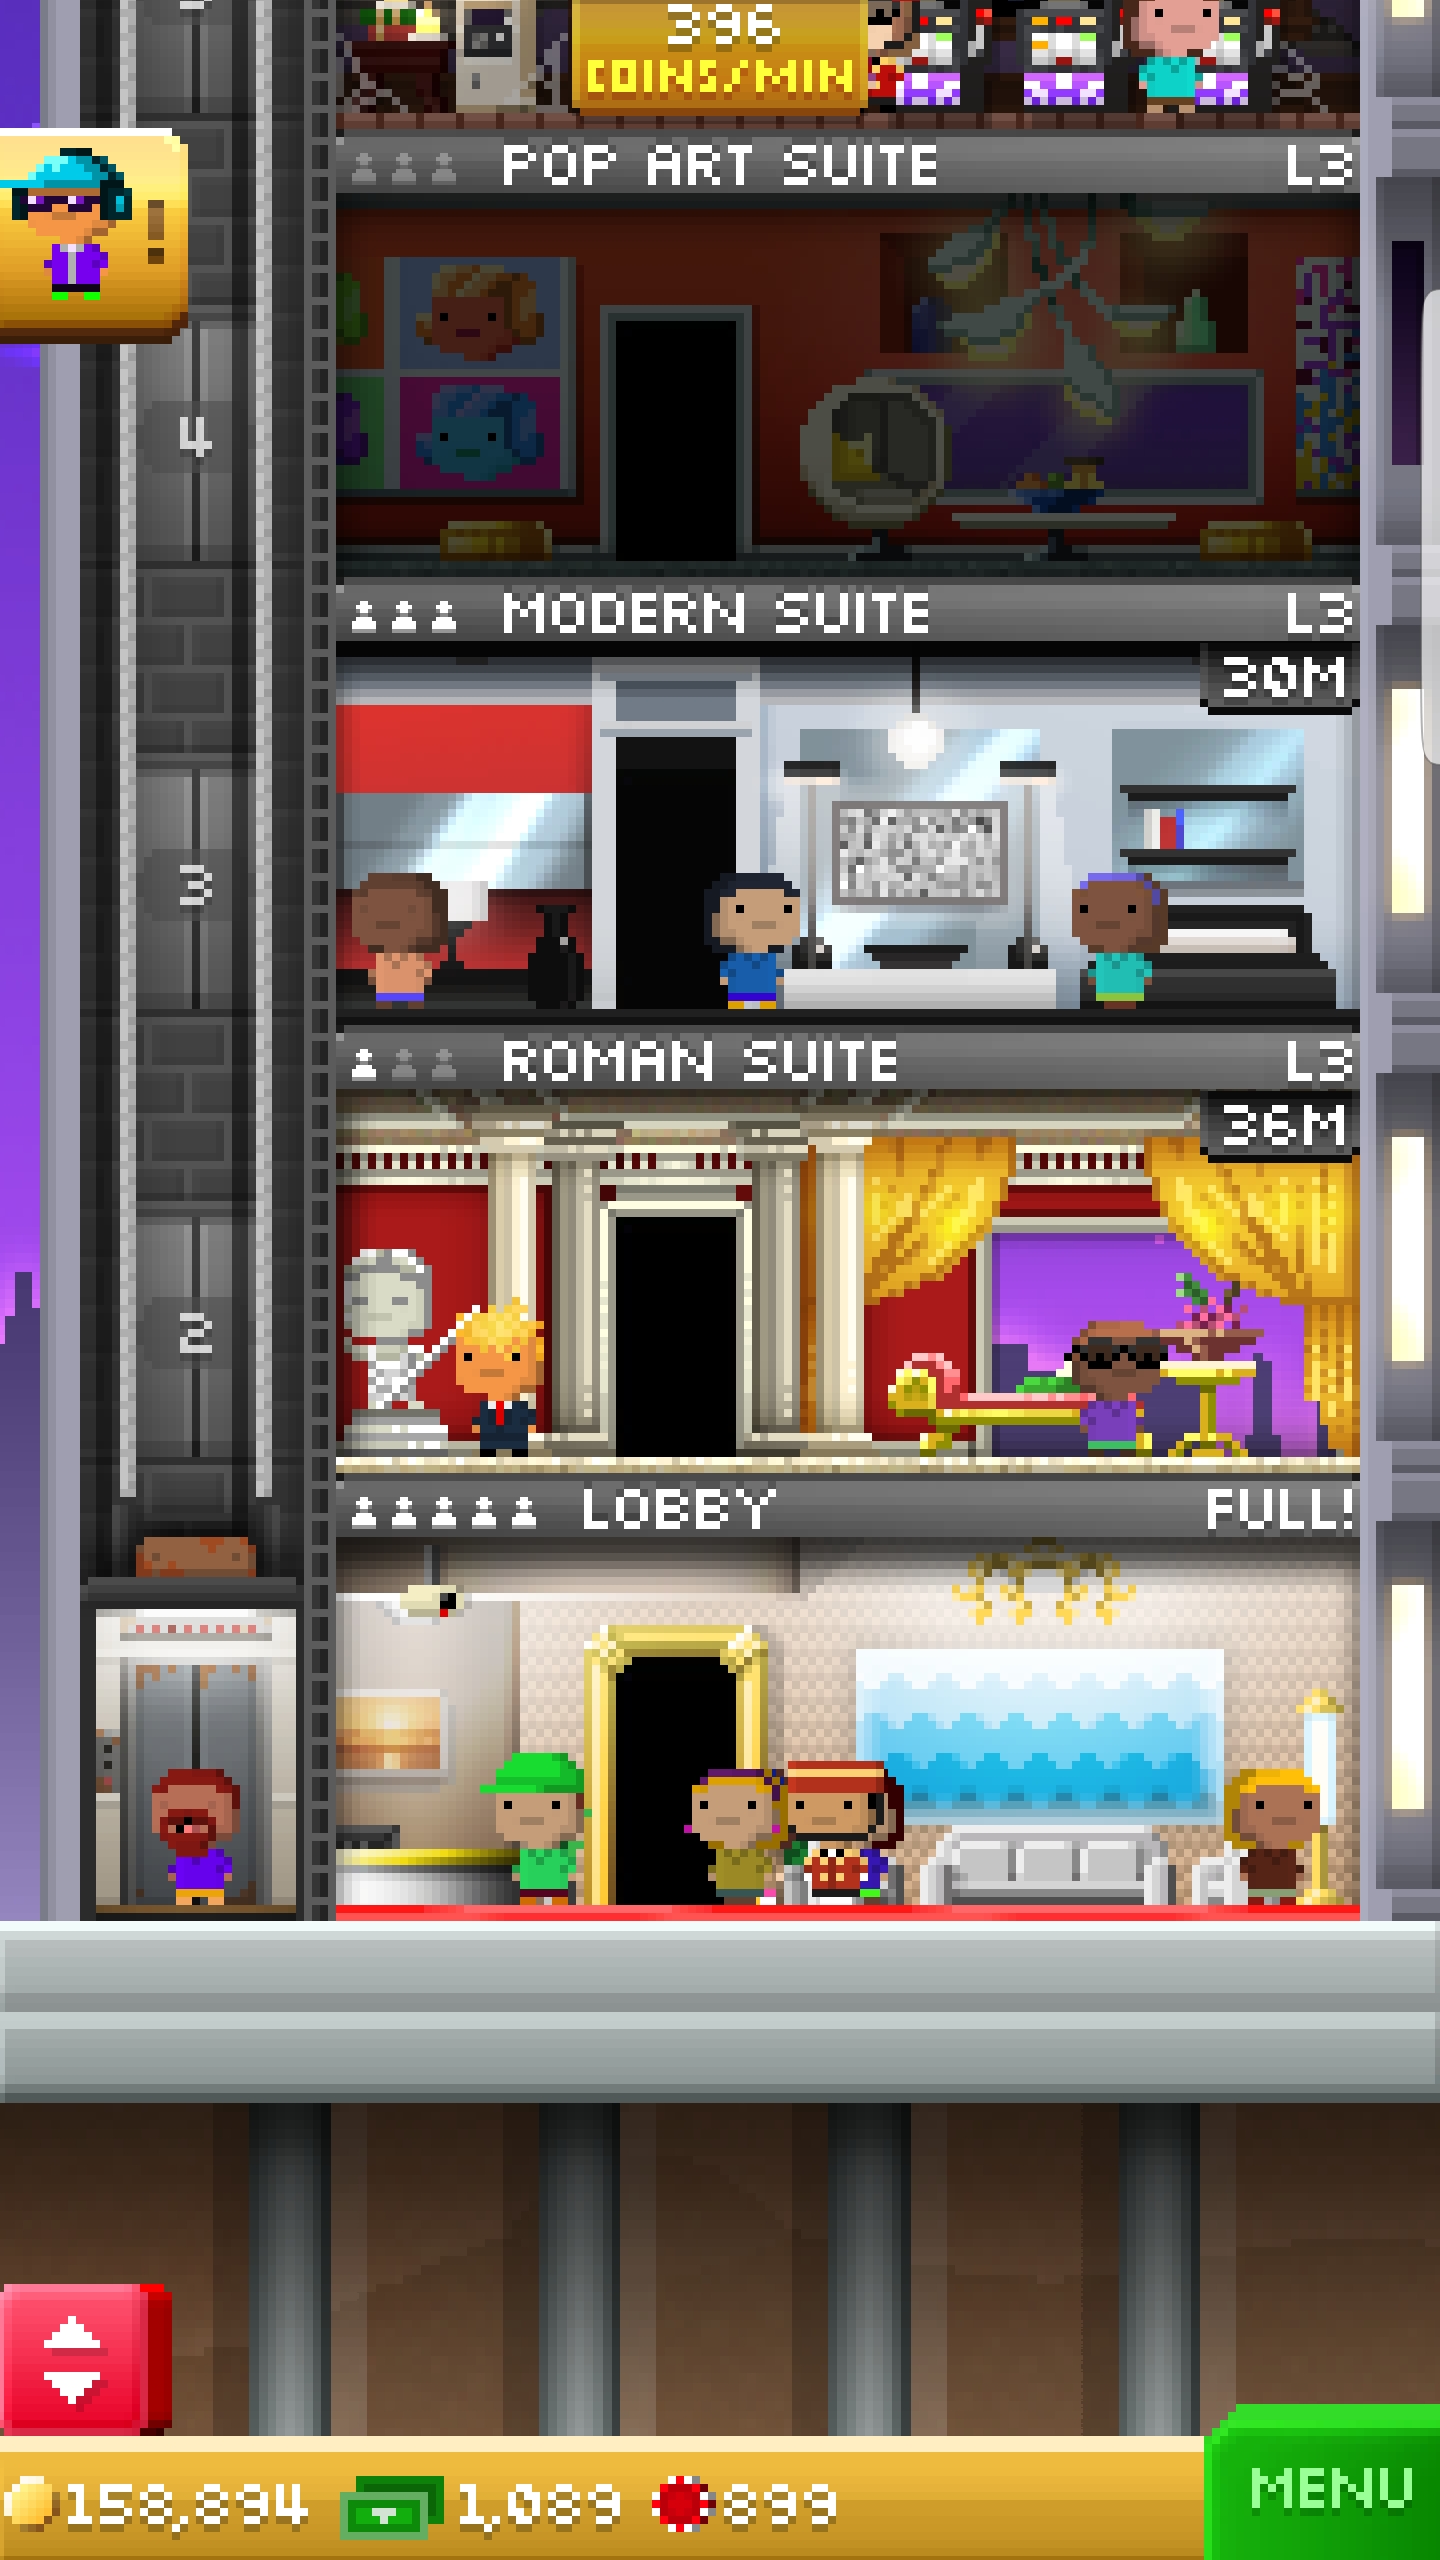 396
COINS/MIN
POP ART SUITE L3
!
4
MODERN SUITE L3
30M
3
ROMAN SUITE L3
36M
2
LOBBY FULL!
158,894 1,089 899
MENU